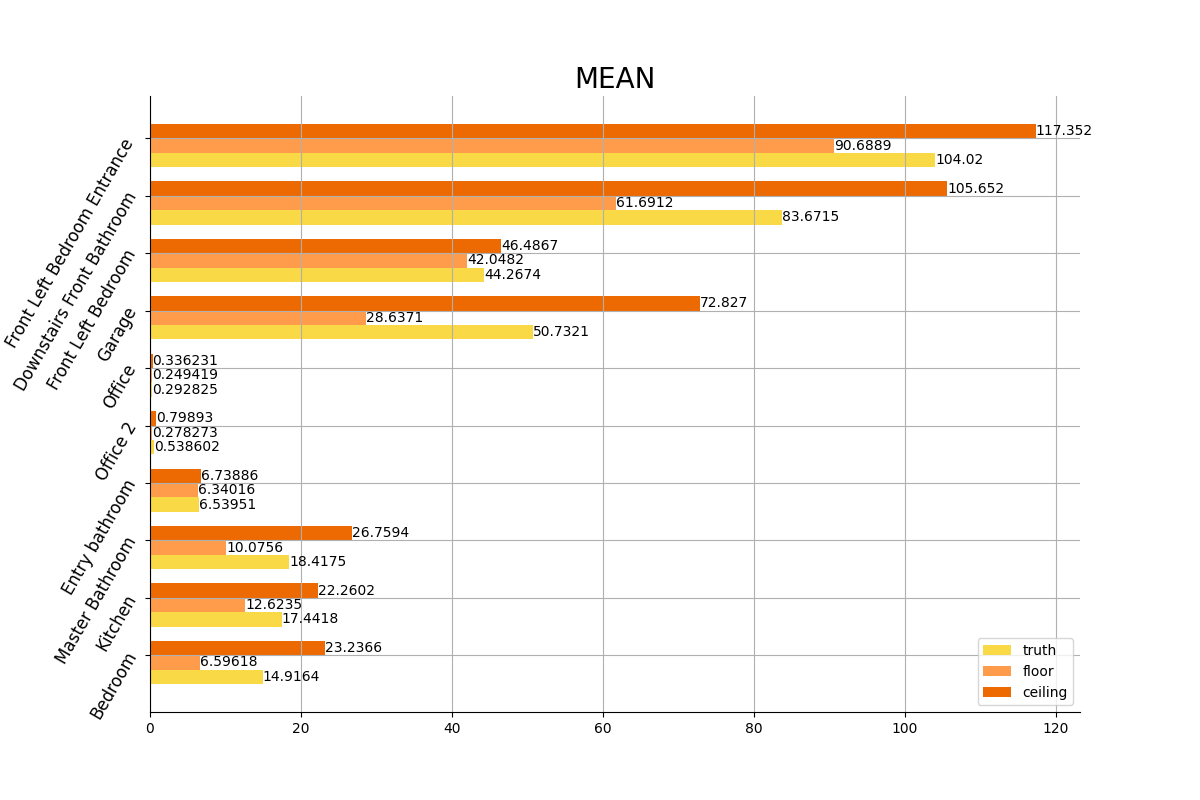 MEAN
Front Left Bedroom Entrance
117.352
90.6889
104.02
Downstairs Front Bathroom
105.652
61.6912
83.6715
Front Left Bedroom
46.4867
42.0482
44.2674
Garage
72.827
28.6371
50.7321
Office
0.336231
0.249419
0.292825
Office 2
0.79893
0.278273
0.538602
Entry bathroom
6.73886
6.34016
6.53951
Master Bathroom
26.7594
10.0756
18.4175
Kitchen
22.2602
12.6235
17.4418
Bedroom
23.2366
6.59618
14.9164
truth
floor
ceiling
0 20 40 60 80 100 120